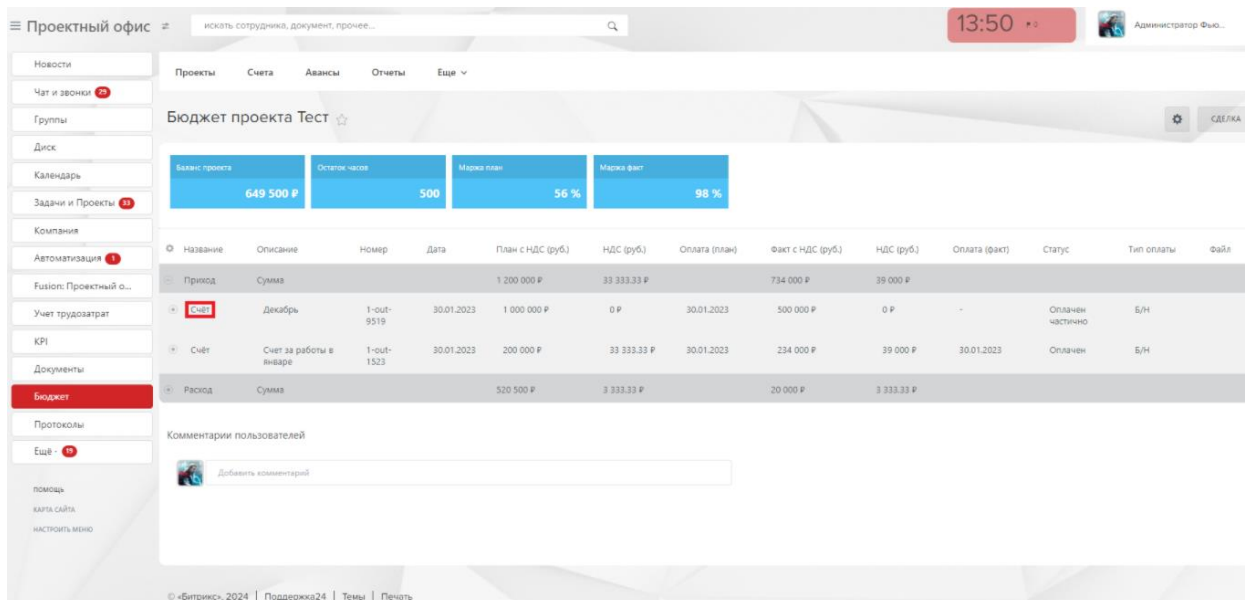 Проектный офис
искать сотрудника, документ, прочее...
13:50
0
Администратор Фью...
Новости
Чат и звонки 25
Группы
Диск
Календарь
Задачи и Проекты 33
Компания
Автоматизация 1
Fusion: Проектный о...
Учет трудозатрат
KPI
Документы
Бюджет
Протоколы
Ещё - 19
ПОМОЩЬ
КАРТА САЙТА
НАСТРОИТЬ МЕНЮ
Проекты Счета Авансы Отчеты Еще
Бюджет проекта Тест
СДЕЛКА
Баланс проекта Остаток часов Маржа план Маржа факт
649 500 ₽ 500 56 % 98 %
Название Описание Номер Дата План с НДС (руб.) НДС (руб.) Оплата (план) Факт с НДС (руб.) НДС (руб.) Оплата (факт) Статус Тип оплаты Файл
Приход Сумма 1 200 000 ₽ 33 333.33 ₽ 734 000 ₽ 39 000 ₽
Счёт Декабрь 1-out- 30.01.2023 1 000 000 ₽ 0 ₽ 30.01.2023 500 000 ₽ 0 ₽ - Оплачен Б/Н
9519 частично
Счёт Счет за работы в 1-out- 30.01.2023 200 000 ₽ 33 333.33 ₽ 30.01.2023 234 000 ₽ 39 000 ₽ 30.01.2023 Оплачен Б/Н
январе 1523
Расход Сумма 520 500 ₽ 3 333.33 ₽ 20 000 ₽ 3 333.33 ₽
Комментарии пользователей
Добавить комментарий
© «Битрикс», 2024 | Поддержка24 | Темы | Печать